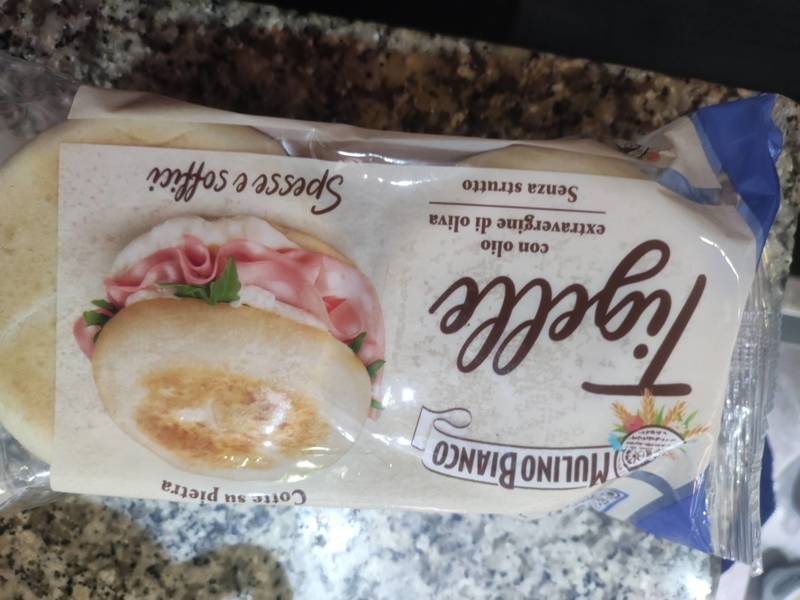 MULINO BIANCO
Tigelle
con olio
extravergine di oliva
Senza strutto
Cotte su pietra
Spesse e soffici